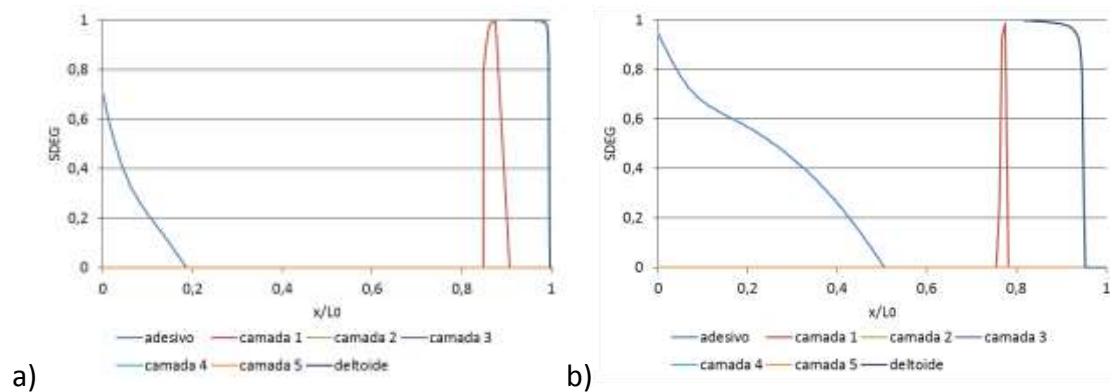 1
0,8
0,6
0,4
0,2
0
SDEG
0 0,2 0,4 0,6 0,8 1
x/L0
adesivo camada 1 camada 2 camada 3
camada 4 camada 5 deltoide
a)
1
0,8
0,6
0,4
0,2
0
SDEG
0 0,2 0,4 0,6 0,8 1
x/L0
adesivo camada 1 camada 2 camada 3
camada 4 camada 5 deltoide
b)